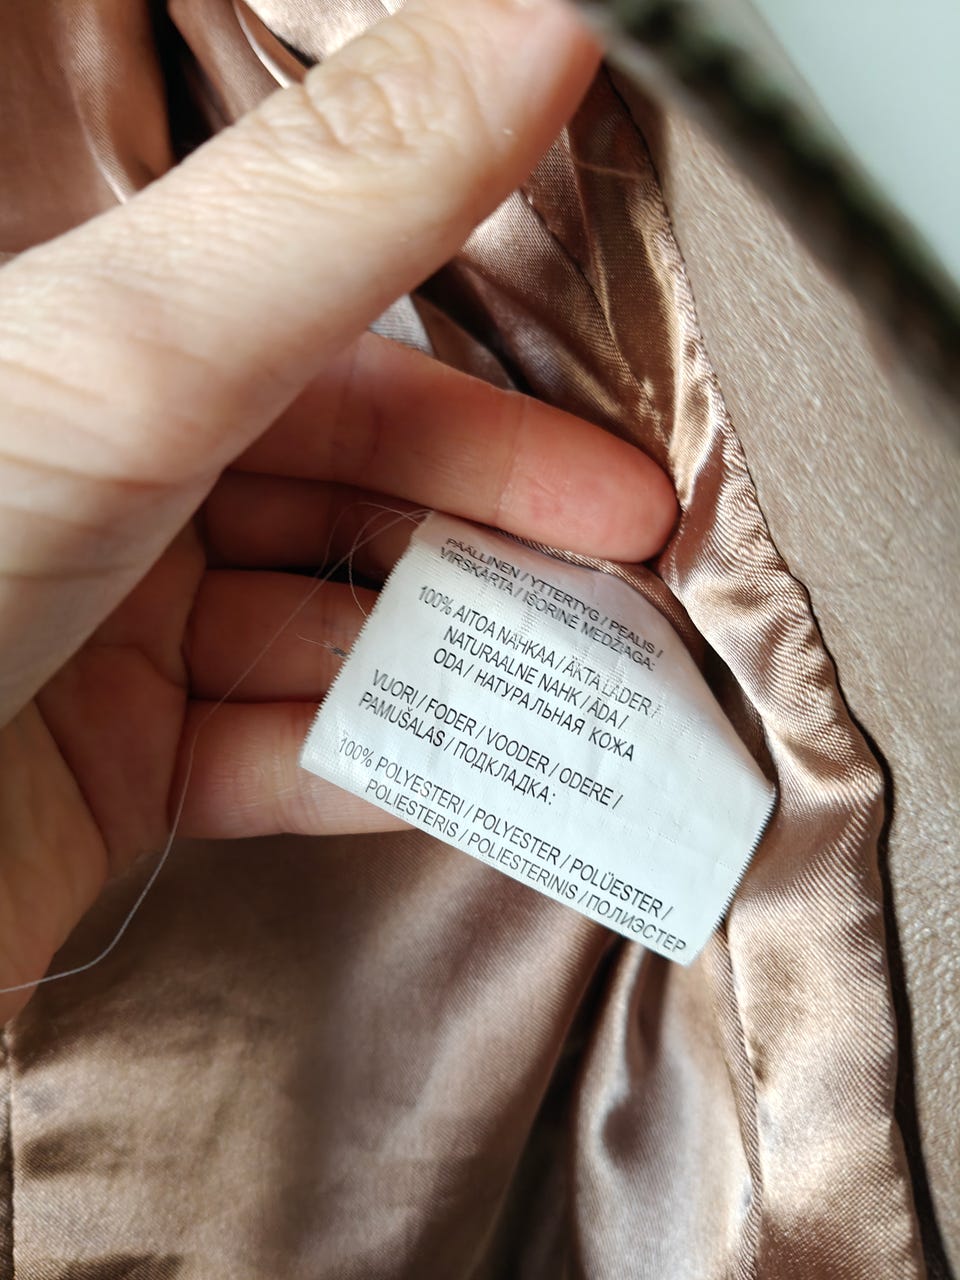 PÄÄLLINEN / YTTERTYG / PEALIS /
VIRSKĀRTA / IŠORINE MEDŽIAGA:
100% AITOA NAHKAA / ÄKTA LÄDER /
NATURAALNE NAHK / ĀDA /
ODA / НАТУРАЛЬНАЯ КОЖА
VUORI / FODER / VOODER / ODERE /
PAMUŠALAS / ПОДКЛАДКА:
100% POLYESTERI / POLYESTER / POLÜESTER /
POLIESTERIS / POLIESTERINIS / ПОЛИЭСТЕР